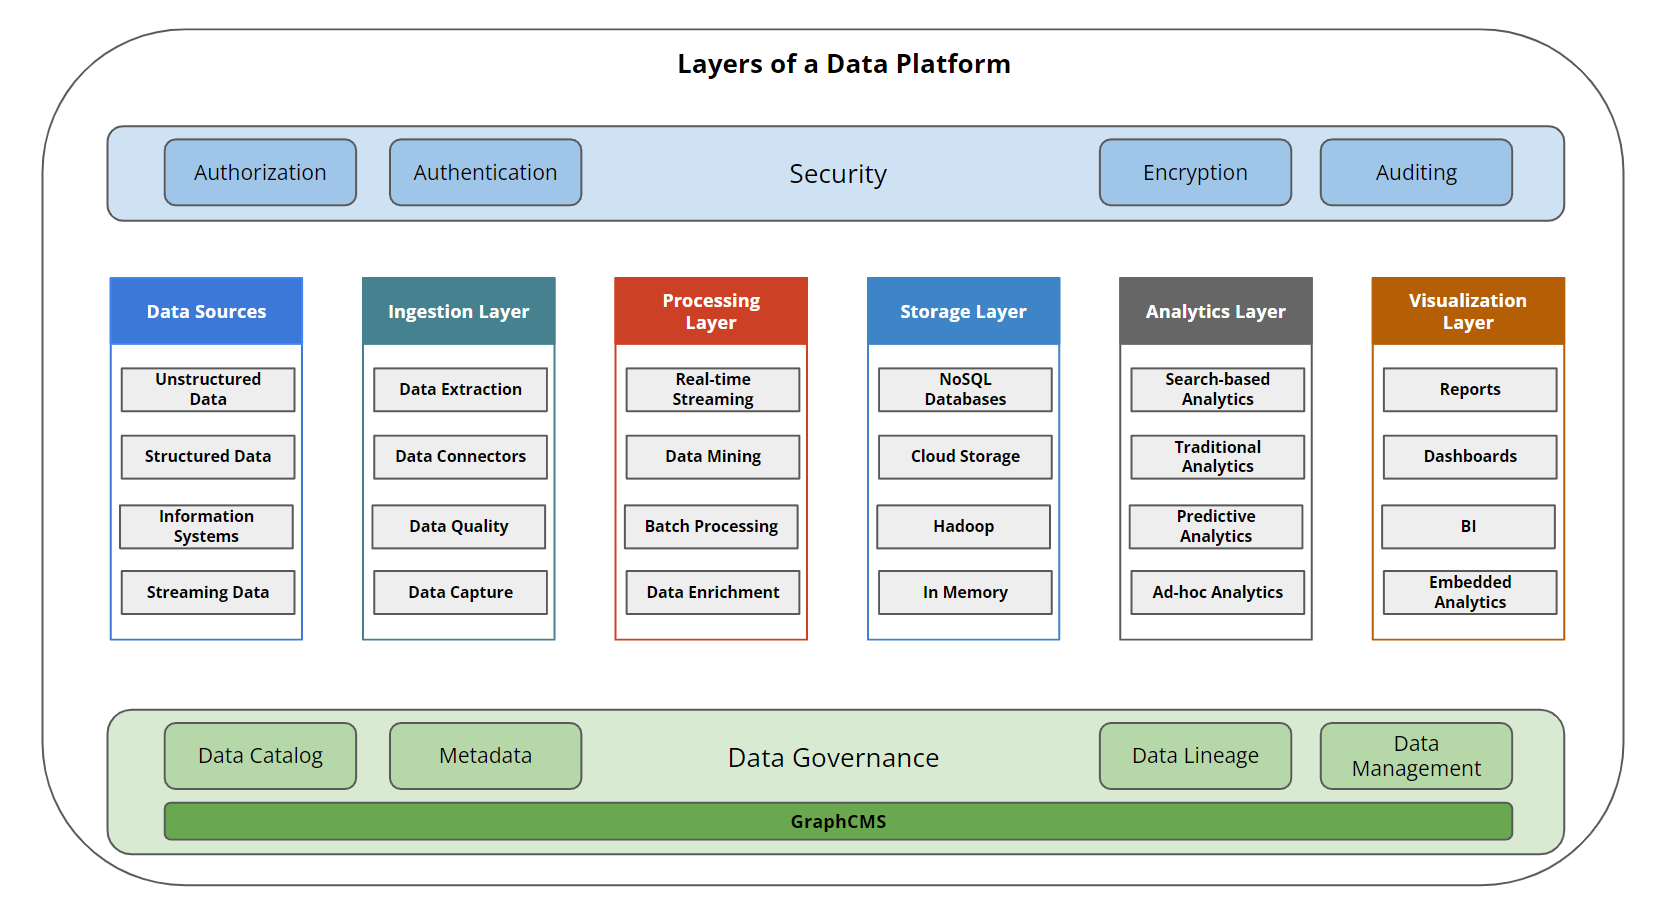 Layers of a Data Platform
Authorization
Authentication
Security
Encryption
Auditing
Data Sources
Unstructured
Data
Structured Data
Information
Systems
Streaming Data
Ingestion Layer
Data Extraction
Data Connectors
Data Quality
Data Capture
Processing
Layer
Real-time
Streaming
Data Mining
Batch Processing
Data Enrichment
Storage Layer
NoSQL
Databases
Cloud Storage
Hadoop
In Memory
Analytics Layer
Search-based
Analytics
Traditional
Analytics
Predictive
Analytics
Ad-hoc Analytics
Visualization
Layer
Reports
Dashboards
BI
Embedded
Analytics
Data Catalog
Metadata
Data Governance
Data Lineage
Data
Management
GraphCMS